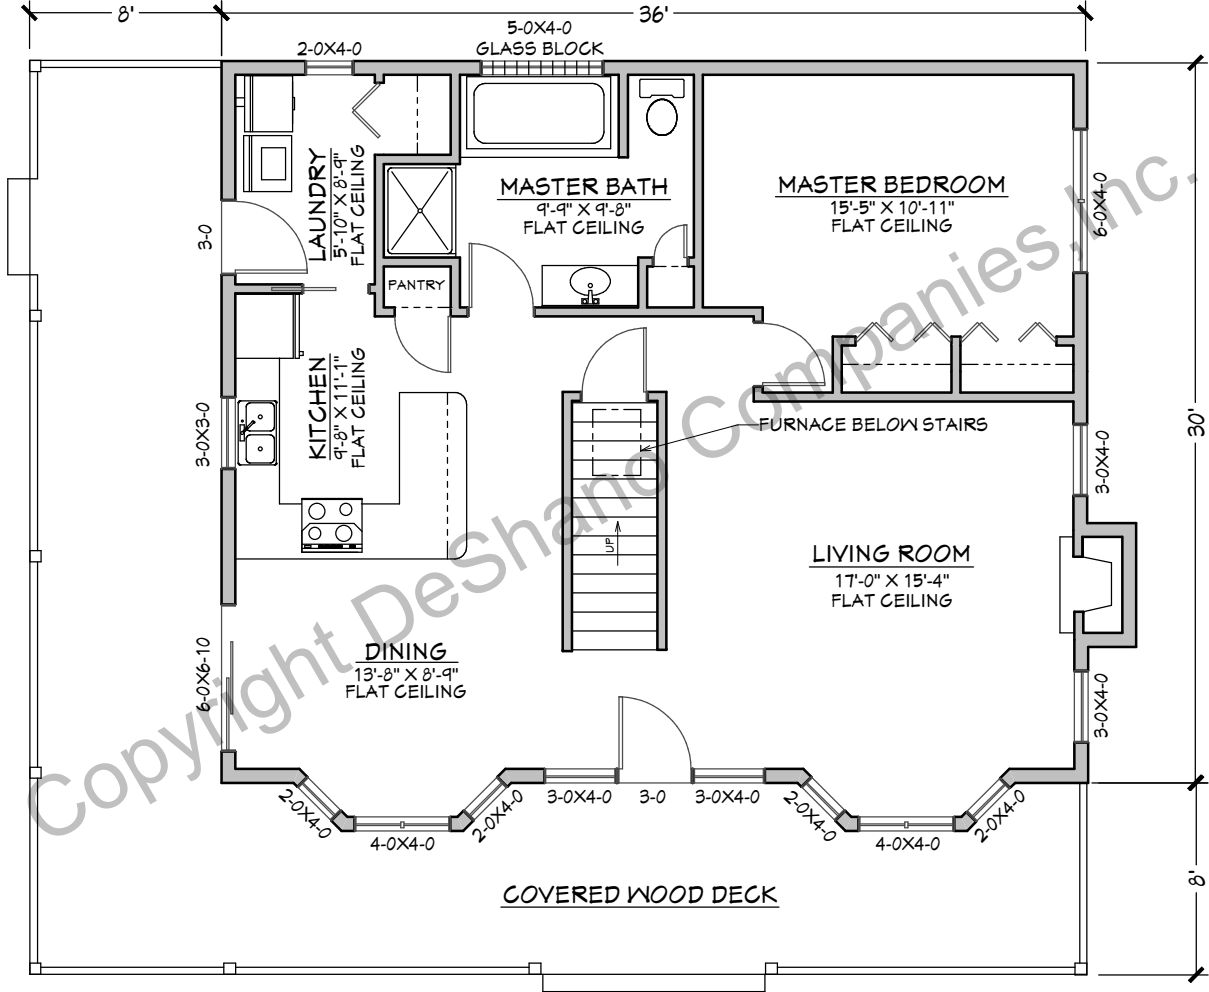 8'
36'
5-0X4-0
GLASS BLOCK
2-0X4-0
LAUNDRY
5'-10" X 8'-9"
FLAT CEILING
MASTER BATH
9'-9" X 9'-8"
FLAT CEILING
MASTER BEDROOM
15'-5" X 10'-11"
FLAT CEILING
6-0X4-0
3-0
PANTRY
KITCHEN
9'-8" X 11'-1"
FLAT CEILING
3-0X3-0
FURNACE BELOW STAIRS
3-0X4-0
30'
UP
LIVING ROOM
17'-0" X 15'-4"
FLAT CEILING
DINING
13'-8" X 8'-9"
FLAT CEILING
6-0X6-10
3-0X4-0
2-0X4-0
4-0X4-0
2-0X4-0
3-0X4-0
3-0
3-0X4-0
2-0X4-0
4-0X4-0
2-0X4-0
COVERED WOOD DECK
8'
Copyright DeShano Companies, Inc.